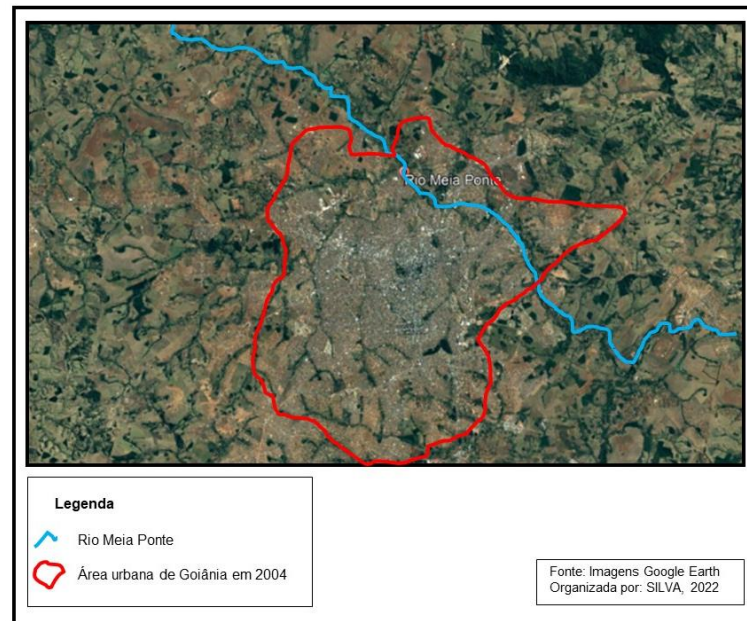 Rio Meia Ponte
Legenda
Rio Meia Ponte
Área urbana de Goiânia em 2004
Fonte: Imagens Google Earth
Organizada por: SILVA, 2022